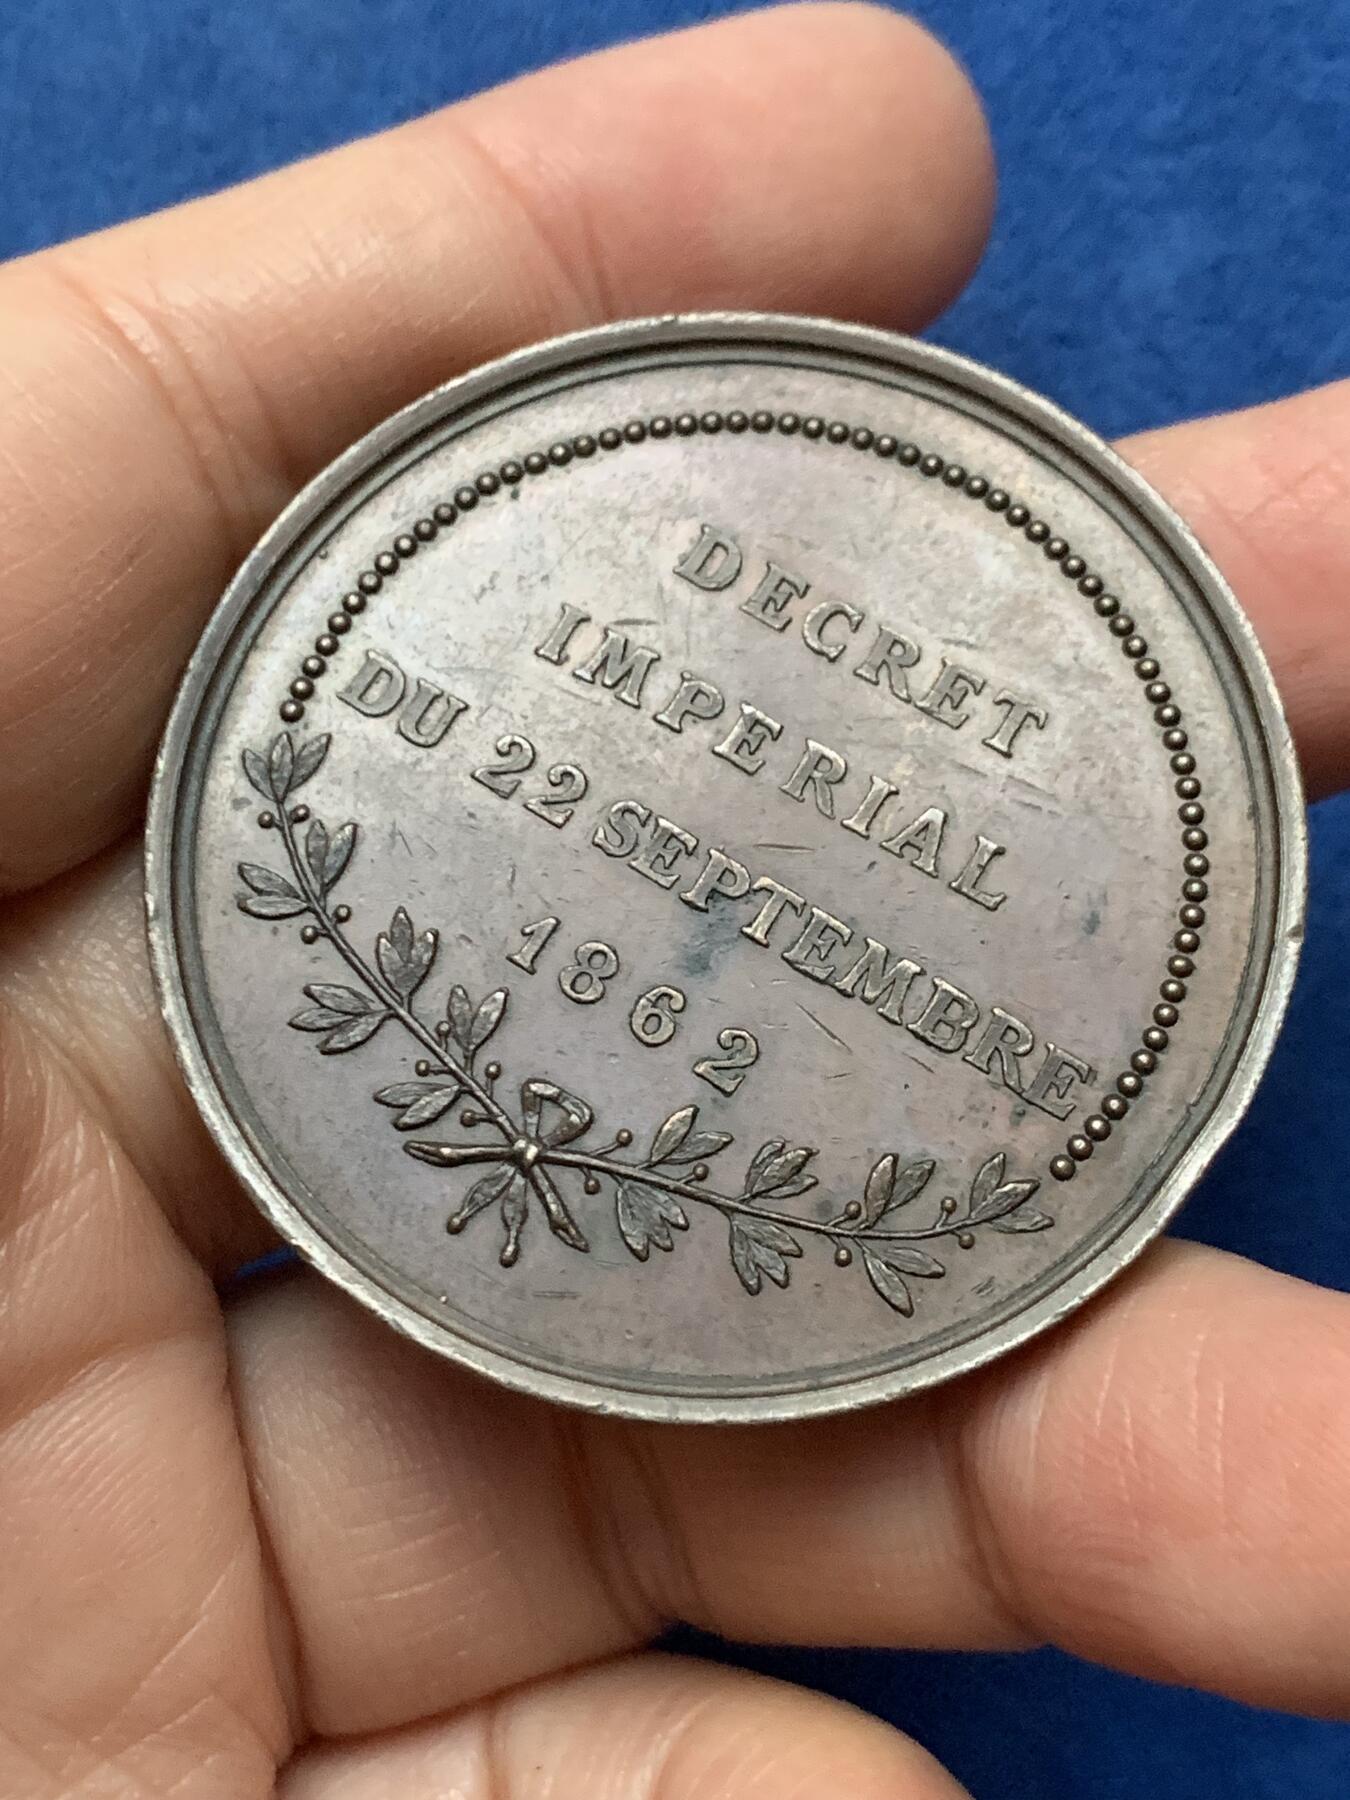 DECRET
IMPERIAL
DU 22 SEPTEMBRE
1862